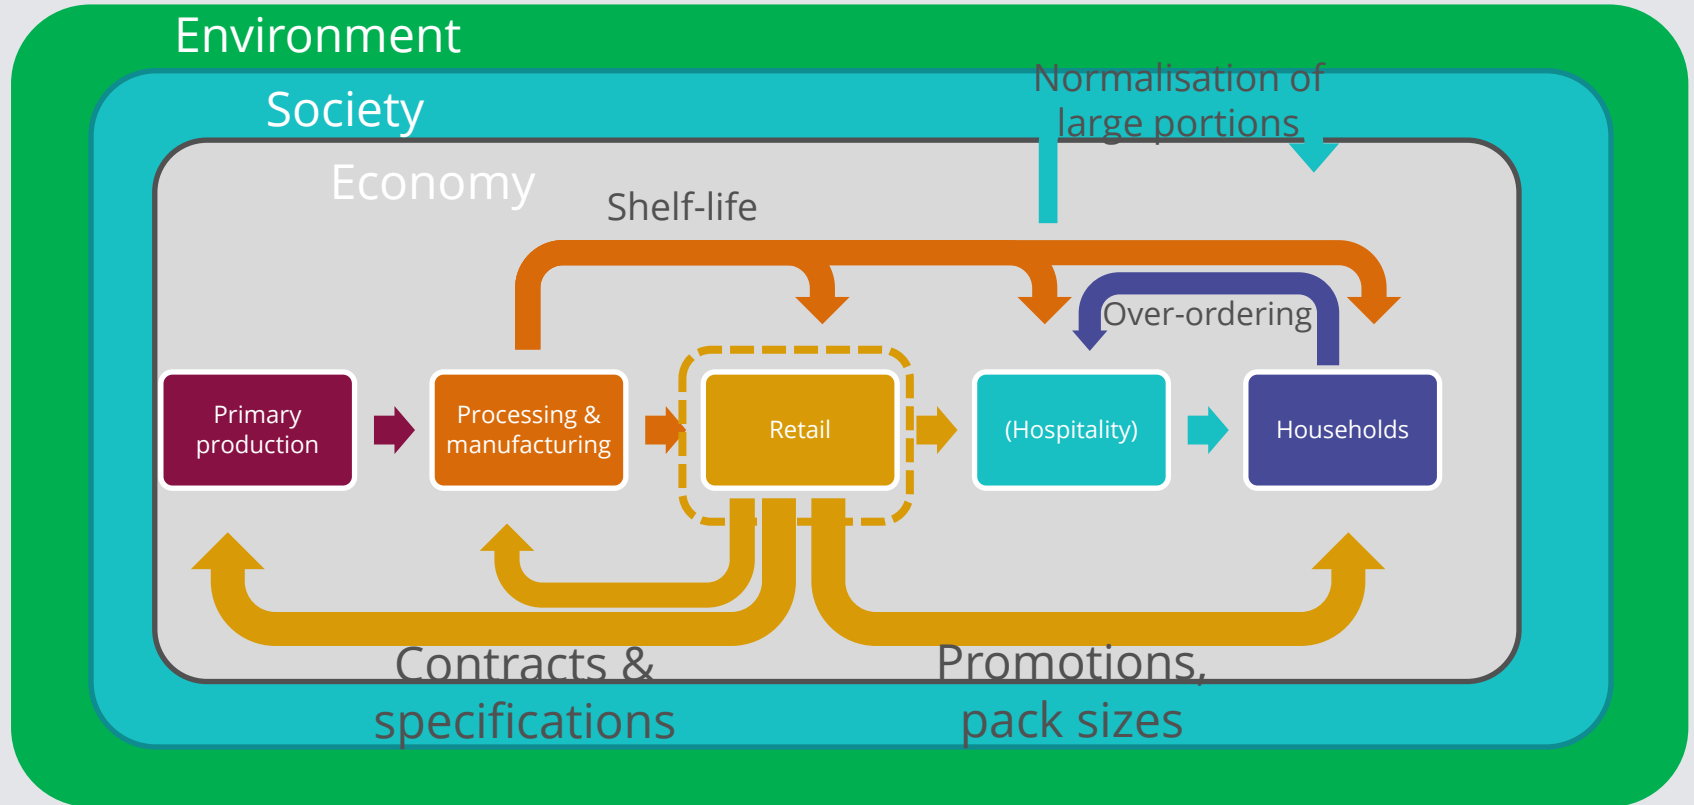 Environment
Society
Normalisation of
large portions
Economy
Shelf-life
Over-ordering
Primary
production
Processing &
manufacturing
Retail
(Hospitality)
Households
Contracts &
specifications
Promotions,
pack sizes